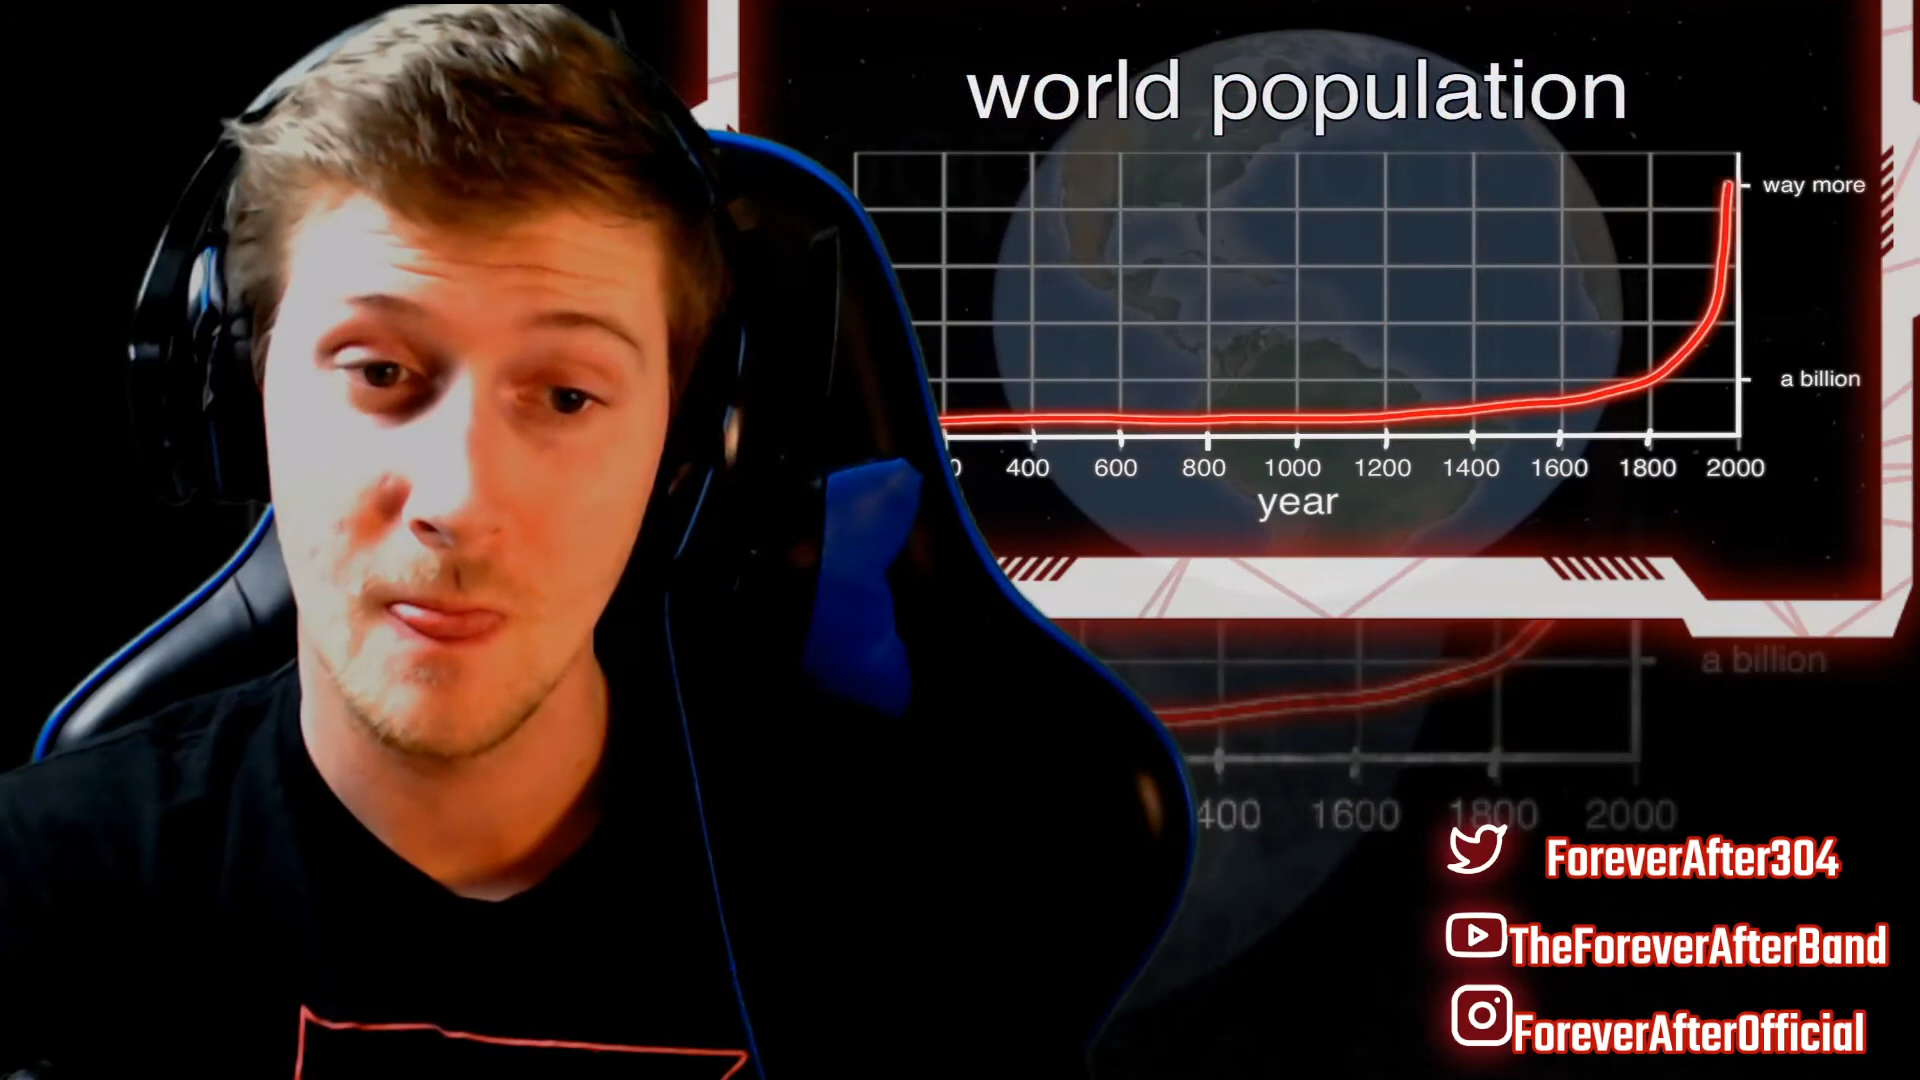 world population
way more
a billion
400 600 800 1000 1200 1400 1600 1800 2000
year
a billion
400 1600 1800 2000
ForeverAfter304
TheForeverAfterBand
ForeverAfterOfficial